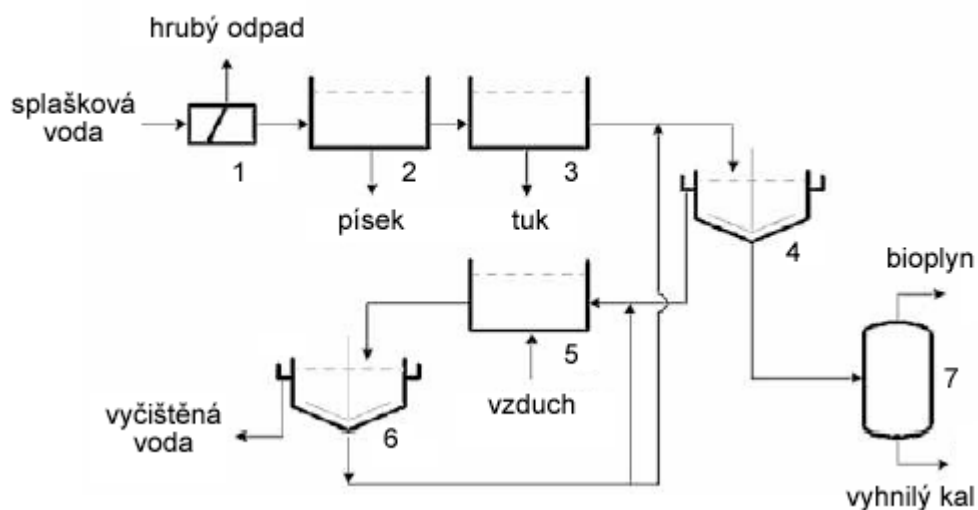 hrubý odpad
splašková
voda
1
2
3
písek
tuk
4
bioplyn
5
7
vzduch
vyčištěná
voda
6
vyhnilý kal